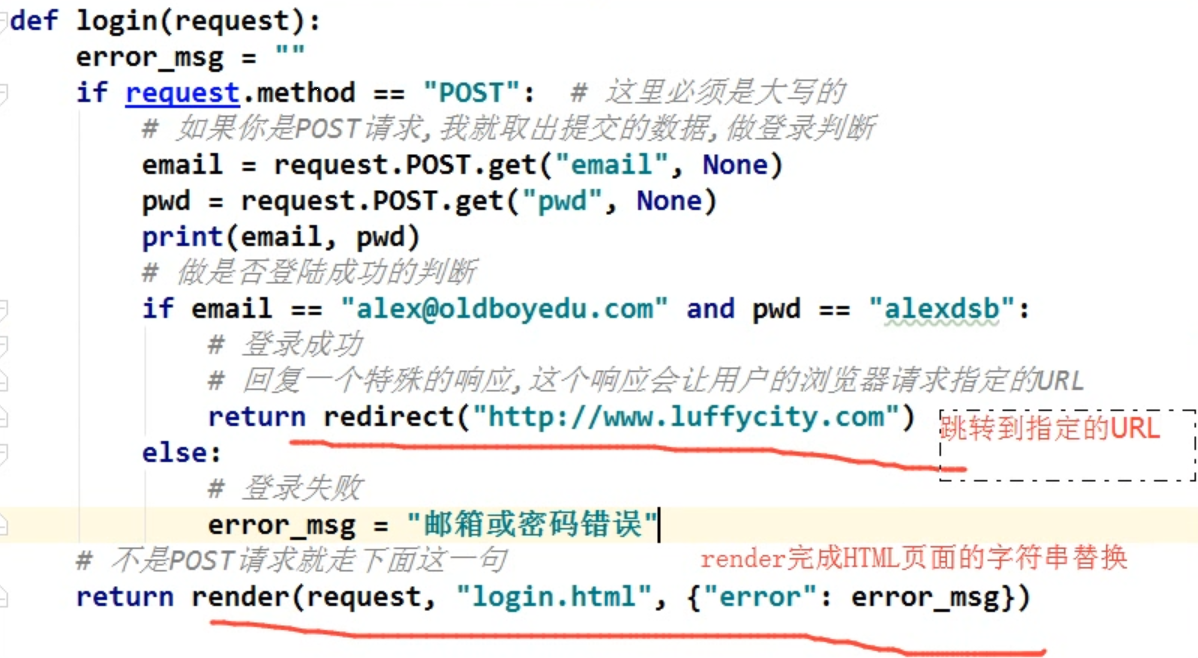 def login(request):
error_msg = ""
if request.method == "POST":  # 这里必须是大写的
# 如果你是POST请求,我就取出提交的数据,做登录判断
email = request.POST.get("email", None)
pwd = request.POST.get("pwd", None)
print(email, pwd)
# 做是否登陆成功的判断
if email == "alex@oldboyedu.com" and pwd == "alexdsb":
# 登录成功
# 回复一个特殊的响应,这个响应会让用户的浏览器请求指定的URL
return redirect("http://www.luffycity.com")
跳转到指定的URL
else:
# 登录失败
error_msg = "邮箱或密码错误"
# 不是POST请求就走下面这一句
render完成HTML页面的字符串替换
return render(request, "login.html", {"error": error_msg})